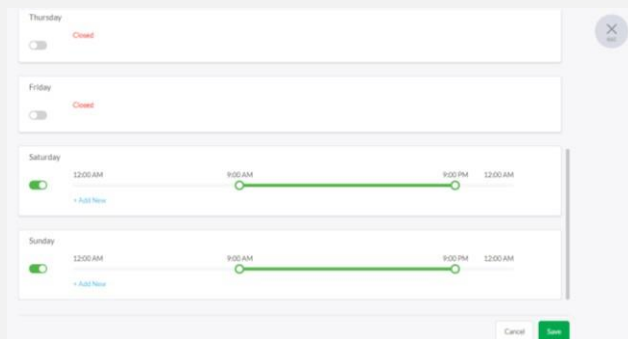 Thursday
Closed
Friday
Closed
Saturday
12:00 AM 9:00 AM 9:00 PM 12:00 AM
+ Add New
Sunday
12:00 AM 9:00 AM 9:00 PM 12:00 AM
+ Add New
Cancel Save